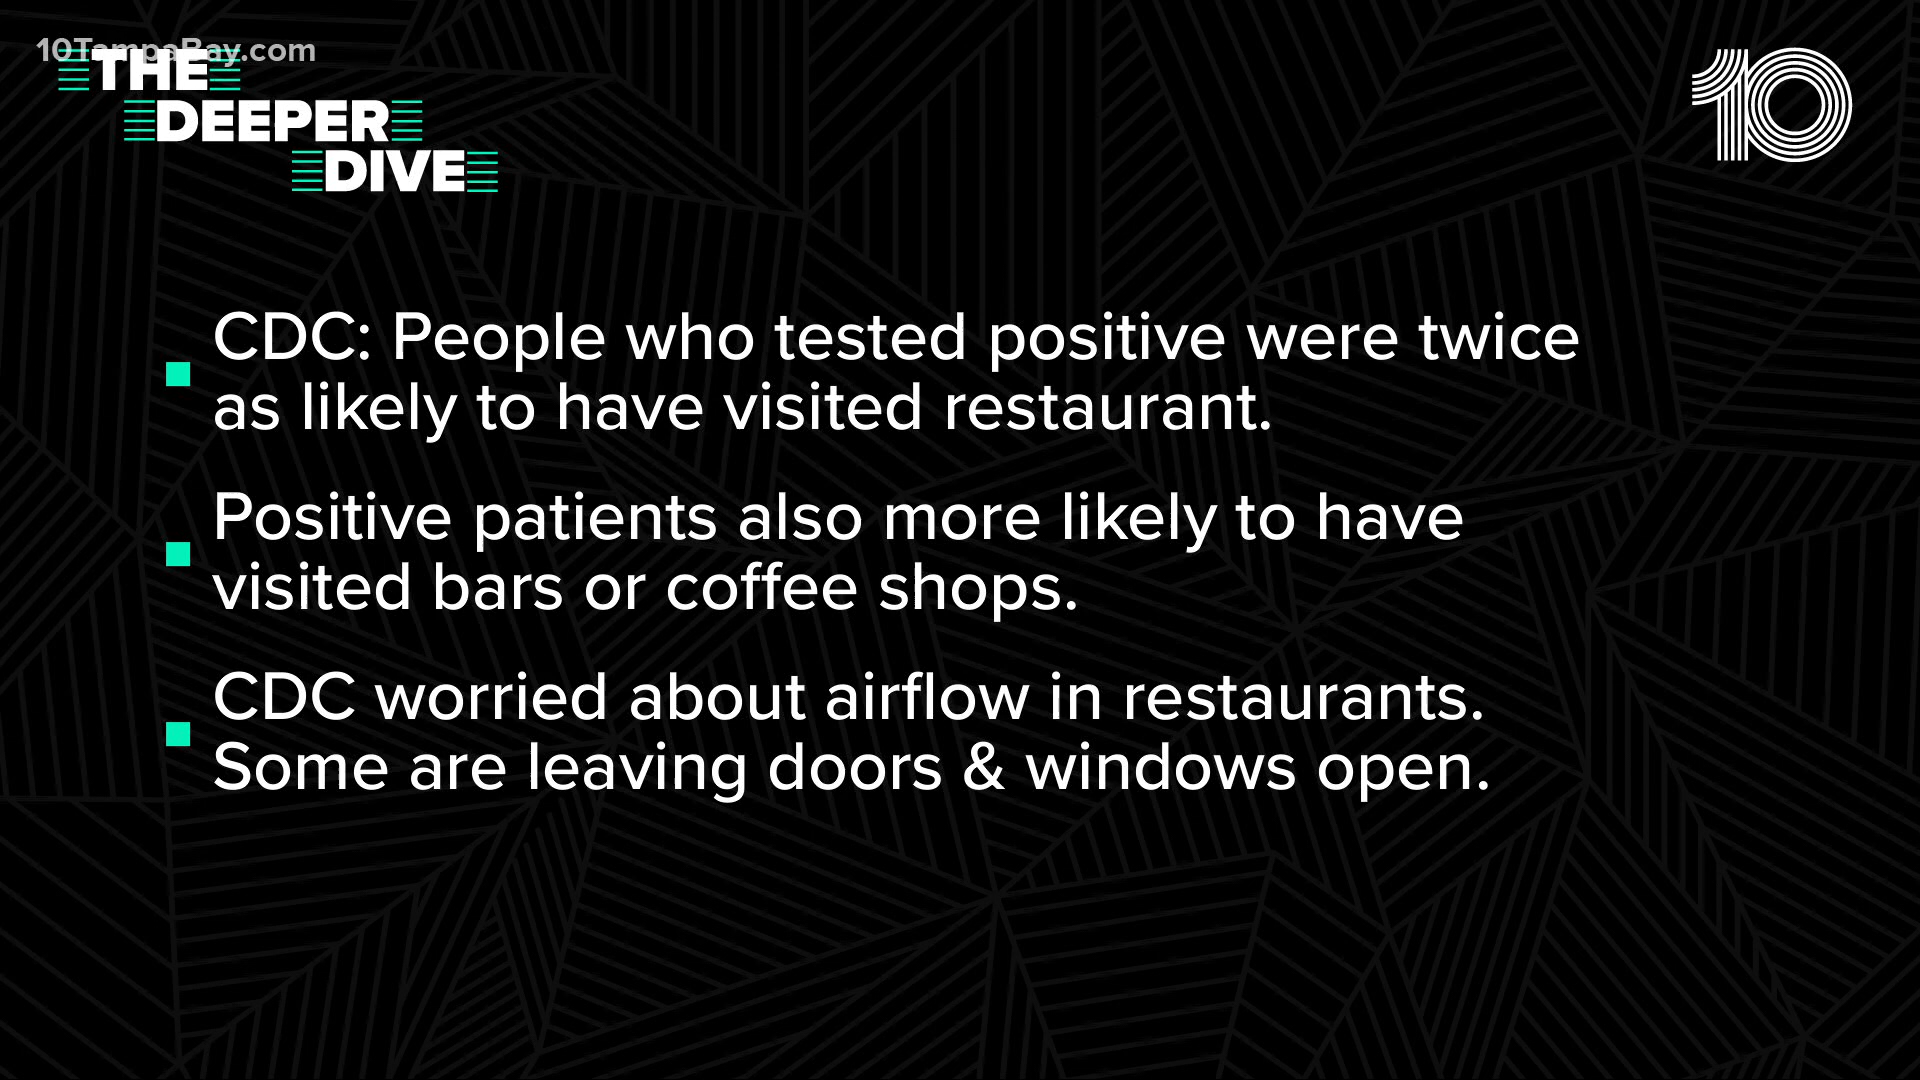 10TampaBay.com
THE
DEEPER
DIVE
10
CDC: People who tested positive were twice
as likely to have visited restaurant.
Positive patients also more likely to have
visited bars or coffee shops.
CDC worried about airflow in restaurants.
Some are leaving doors & windows open.